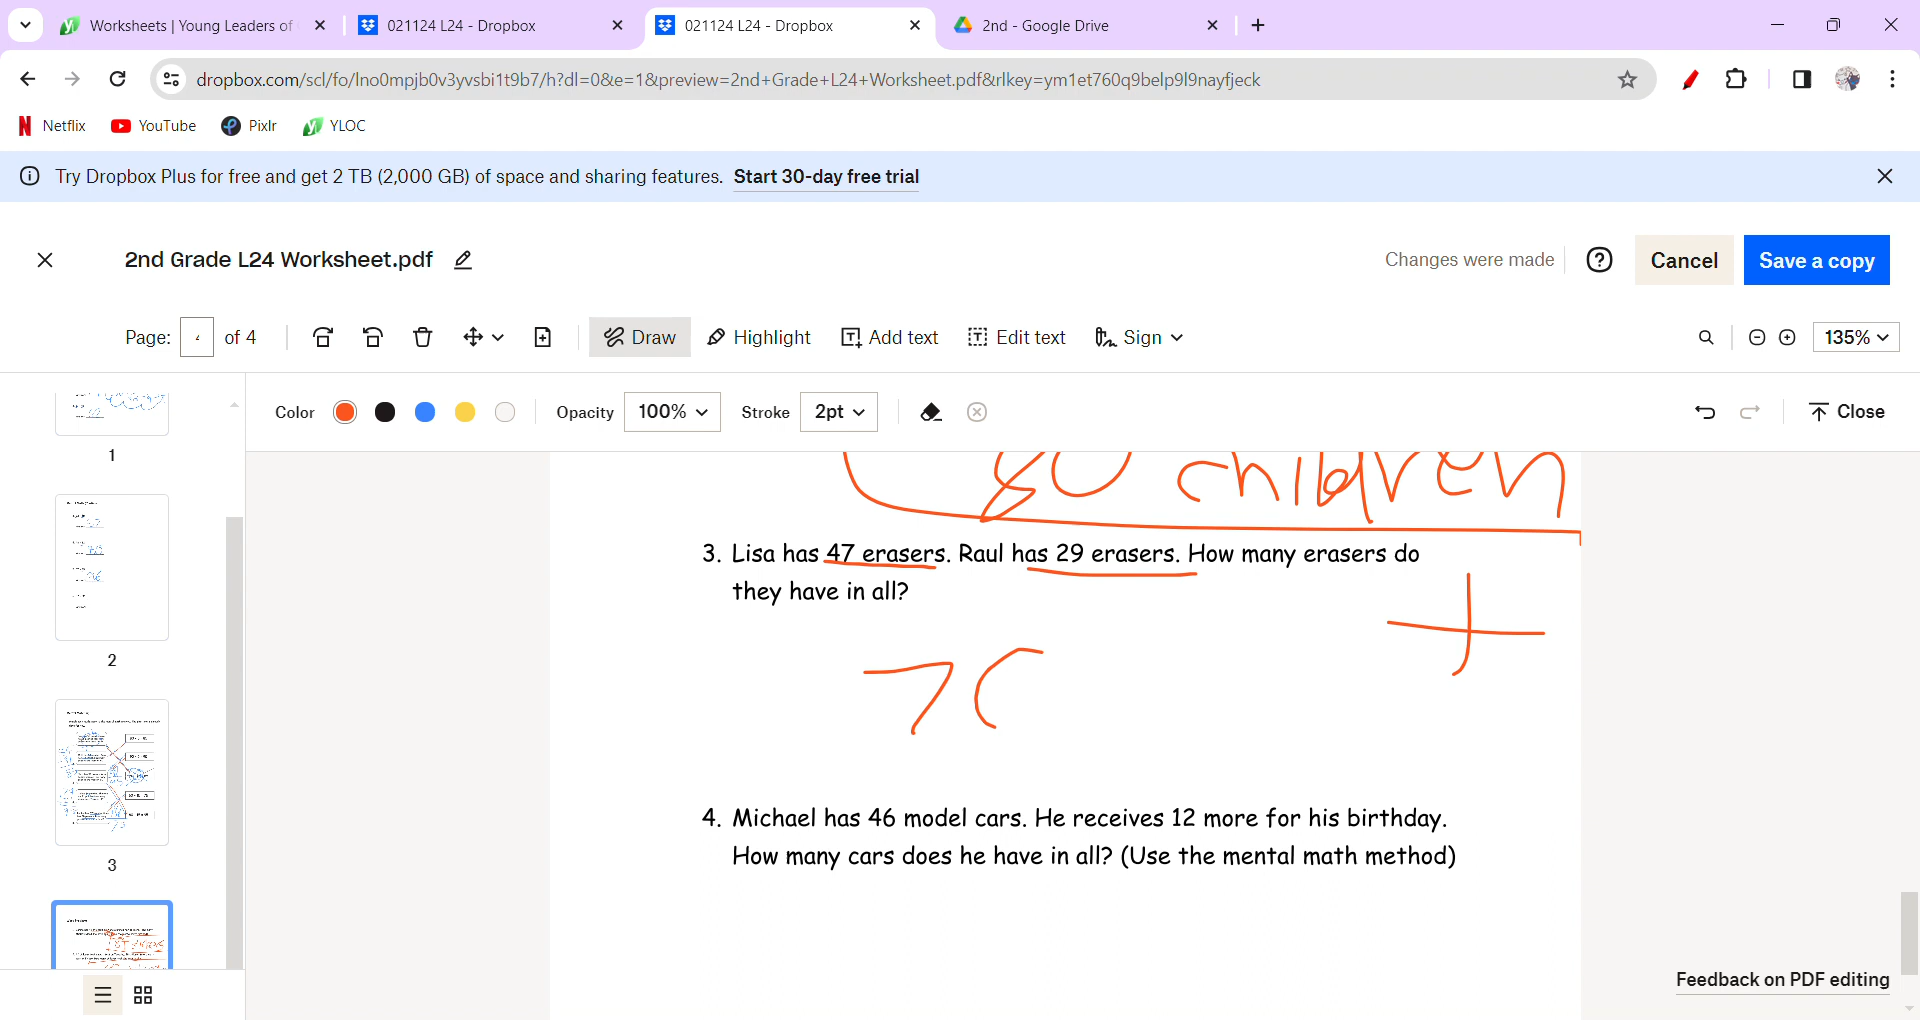 Worksheets | Young Leaders of
021124 L24 - Dropbox
021124 L24 - Dropbox
2nd - Google Drive
dropbox.com/scl/fo/lno0mpjb0v3yvsbi1t9b7/h?dl=0&e=1&preview=2nd+Grade+L24+Worksheet.pdf&rlkey=ym1et760q9belp9l9nayfjeck
Netflix
YouTube
Pixlr
YLOC
Try Dropbox Plus for free and get 2 TB (2,000 GB) of space and sharing features. Start 30-day free trial
2nd Grade L24 Worksheet.pdf
Changes were made
Cancel
Save a copy
Page: 4 of 4
Draw
Highlight
Add text
Edit text
Sign
135%
Color
Opacity 100%
Stroke 2pt
Close
1
2
3
80 children
3. Lisa has 47 erasers. Raul has 29 erasers. How many erasers do
they have in all?
+
7
4. Michael has 46 model cars. He receives 12 more for his birthday.
How many cars does he have in all? (Use the mental math method)
Feedback on PDF editing